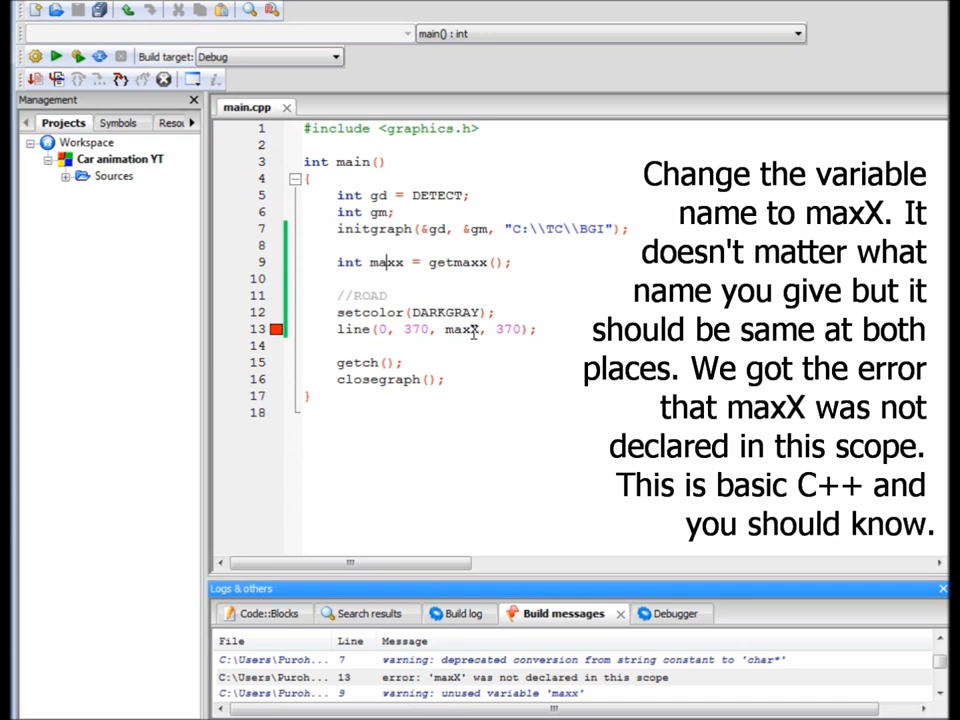 main() : int
Build target: Debug
Management
main.cpp
Projects Symbols Resou
Workspace
Car animation YT
Sources
1 #include <graphics.h>
2
3 int main()
4 {
5 int gd = DETECT;
6 int gm;
7 initgraph(&gd, &gm, "C:\\TC\\BGI");
8
9 int maxx = getmaxx();
10
11 //ROAD
12 setcolor(DARKGRAY);
13 line(0, 370, maxX, 370);
14
15 getch();
16 closegraph();
17 }
18
Change the variable
name to maxX. It
doesn't matter what
name you give but it
should be same at both
places. We got the error
that maxX was not
declared in this scope.
This is basic C++ and
you should know.
Logs & others
Code::Blocks Search results Build log Build messages Debugger
File Line Message
C:\Users\Puroh... 7 warning: deprecated conversion from string constant to 'char*'
C:\Users\Puroh... 13 error: 'maxX' was not declared in this scope
C:\Users\Puroh... 9 warning: unused variable 'maxx'